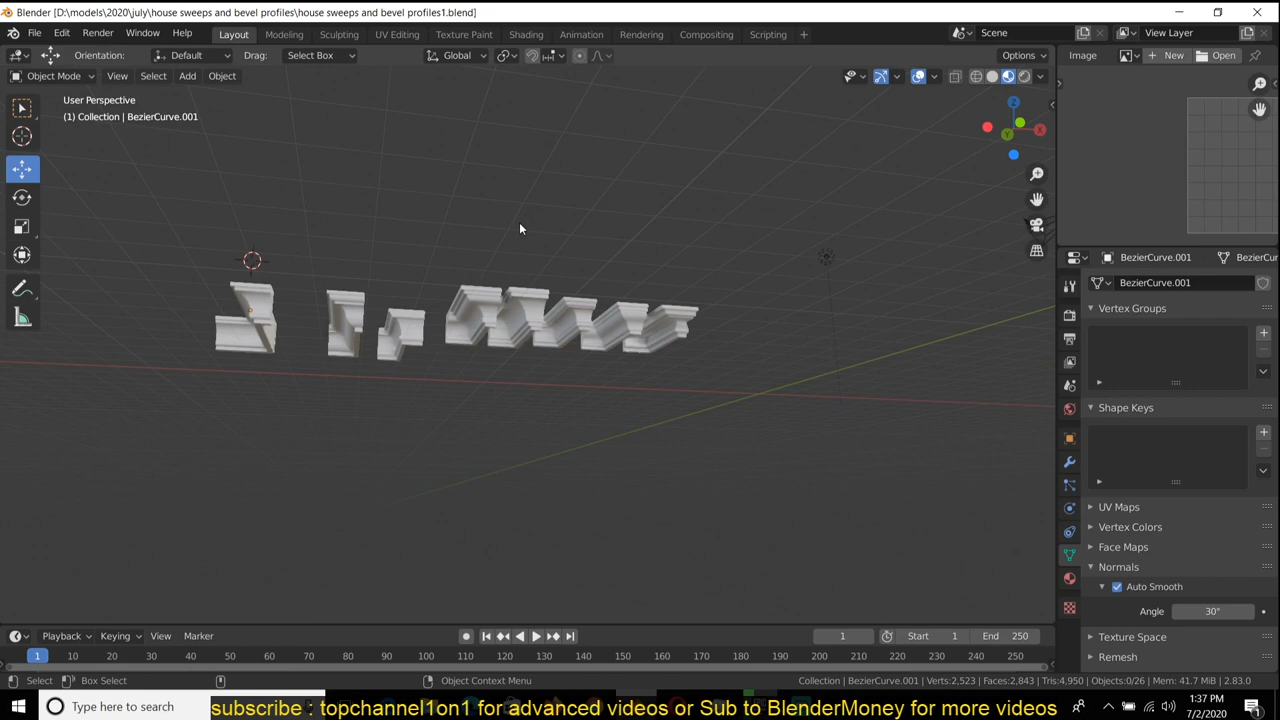 Blender [D:\models\2020\july\house sweeps and bevel profiles\house sweeps and bevel profiles1.blend]
File Edit Render Window Help Layout Modeling Sculpting UV Editing Texture Paint Shading Animation Rendering Compositing Scripting + Scene View Layer
Orientation: Default Drag: Select Box Global Options Image New Open
Object Mode View Select Add Object
User Perspective
(1) Collection | BezierCurve.001
Z
X
Y
BezierCurve.001 BezierCur
BezierCurve.001
Vertex Groups
Shape Keys
UV Maps
Vertex Colors
Face Maps
Normals
Auto Smooth
Angle 30°
Texture Space
Remesh
Playback Keying View Marker 1 Start 1 End 250
1 10 20 30 40 50 60 70 80 90 100 110 120 130 140 150 160 170 180 190 200 210 220 230 240 250
Select Box Select Object Context Menu Collection | BezierCurve.001 | Verts:2,523 | Faces:2,843 | Tris:4,950 | Objects:0/26 | Mem: 41.7 MiB | 2.83.0
Type here to search
subscribe : topchannel1on1 for advanced videos or Sub to BlenderMoney for more videos
1:37 PM
7/2/2020
1